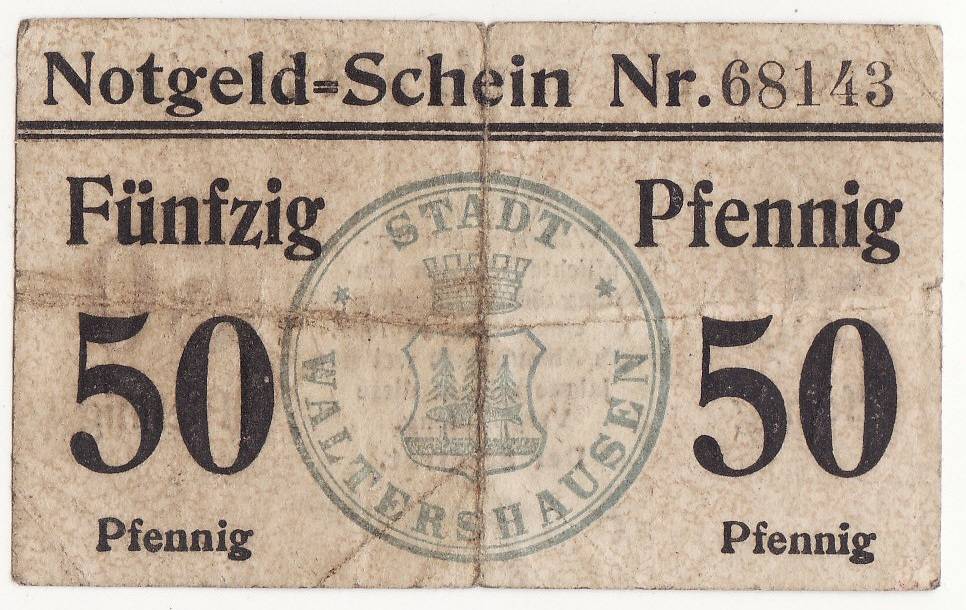 Notgeld=Schein Nr. 68143
Fünfzig Pfennig
STADT
WALTERSHAUSEN
50 50
Pfennig Pfennig